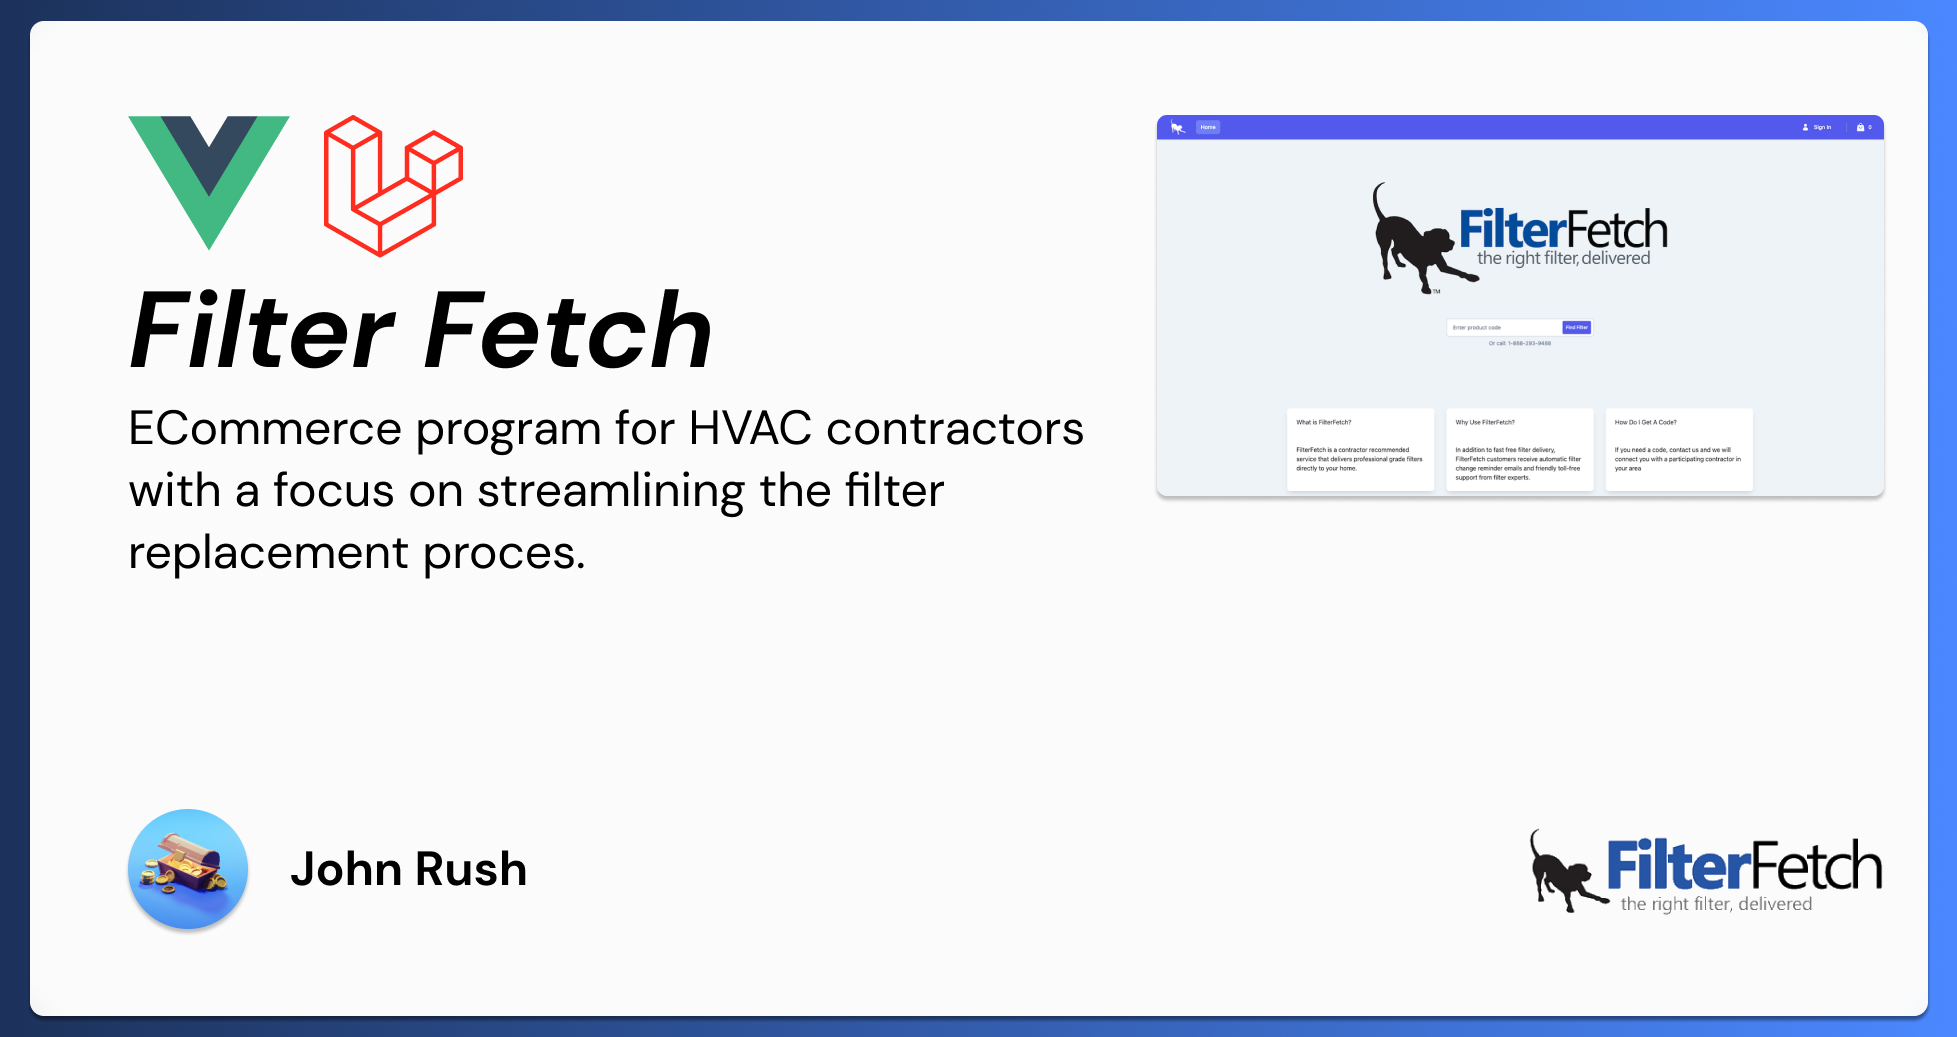 Filter Fetch
ECommerce program for HVAC contractors
with a focus on streamlining the filter
replacement proces.
Home
Sign in
0
FilterFetch
the right filter, delivered
TM
Enter product code
Find Filter
Or call: 1-888-293-9488
What is FilterFetch?
FilterFetch is a contractor recommended
service that delivers professional grade filters
directly to your home.
Why Use FilterFetch?
In addition to fast free filter delivery,
FilterFetch customers receive automatic filter
change reminder emails and friendly toll-free
support from filter experts.
How Do I Get A Code?
If you need a code, contact us and we will
connect you with a participating contractor in
your area
John Rush
FilterFetch
the right filter, delivered